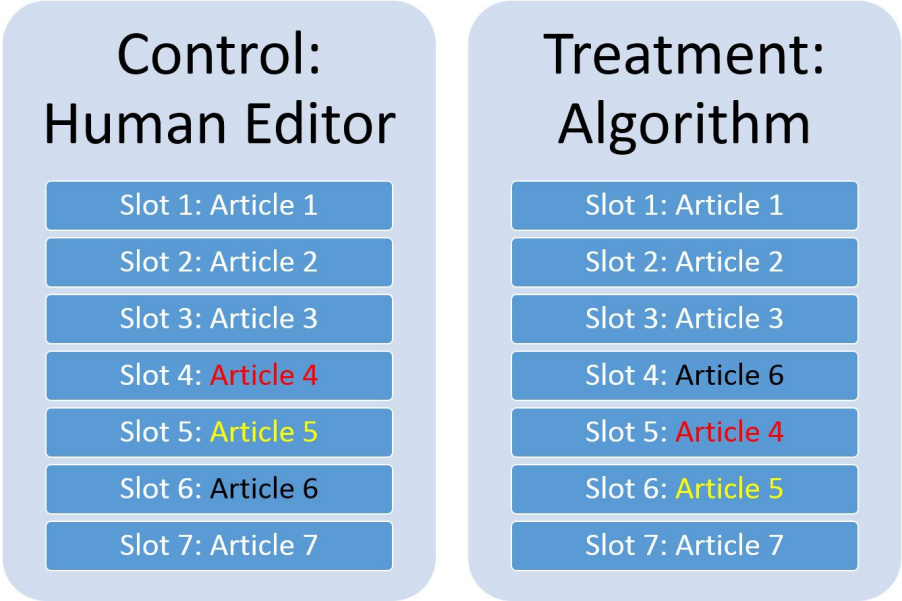 Control:
Human Editor
Slot 1: Article 1
Slot 2: Article 2
Slot 3: Article 3
Slot 4: Article 4
Slot 5: Article 5
Slot 6: Article 6
Slot 7: Article 7
Treatment:
Algorithm
Slot 1: Article 1
Slot 2: Article 2
Slot 3: Article 3
Slot 4: Article 6
Slot 5: Article 4
Slot 6: Article 5
Slot 7: Article 7